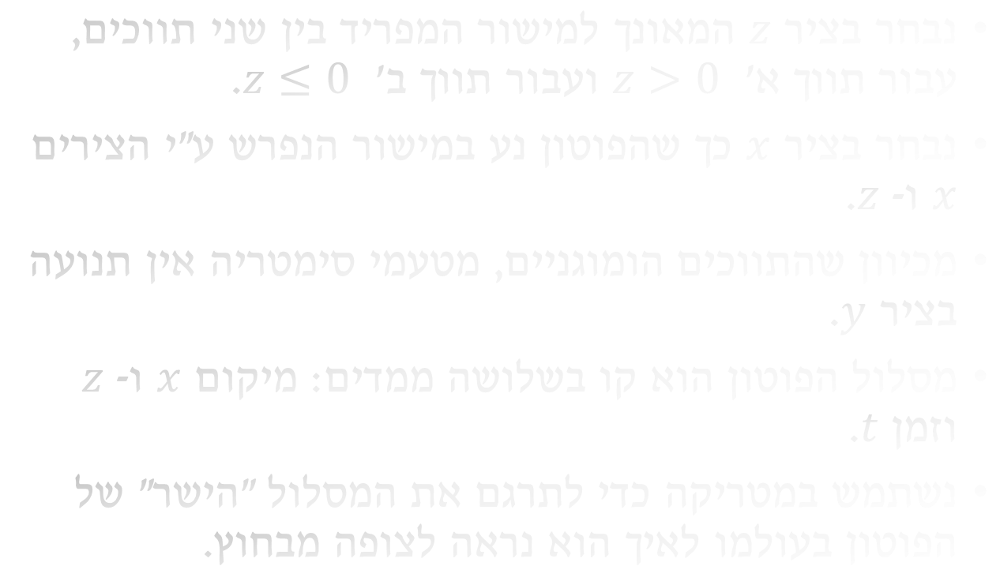 • נבחר בציר z המאונך למישור המפריד בין שני תווכים,
עבור תווך א׳ z > 0 ועבור תווך ב׳ z ≤ 0.
• נבחר בציר x כך שהפוטון נע במישור הנפרש ע״י הצירים
x ו- z.
• מכיוון שהתווכים הומוגניים, מטעמי סימטריה אין תנועה
בציר y.
• מסלול הפוטון הוא קו בשלושה ממדים: מיקום x ו- z
וזמן t.
• נשתמש במטריקה כדי לתרגם את המסלול ״הישר״ של
הפוטון בעולמו לאיך הוא נראה לצופה מבחוץ.